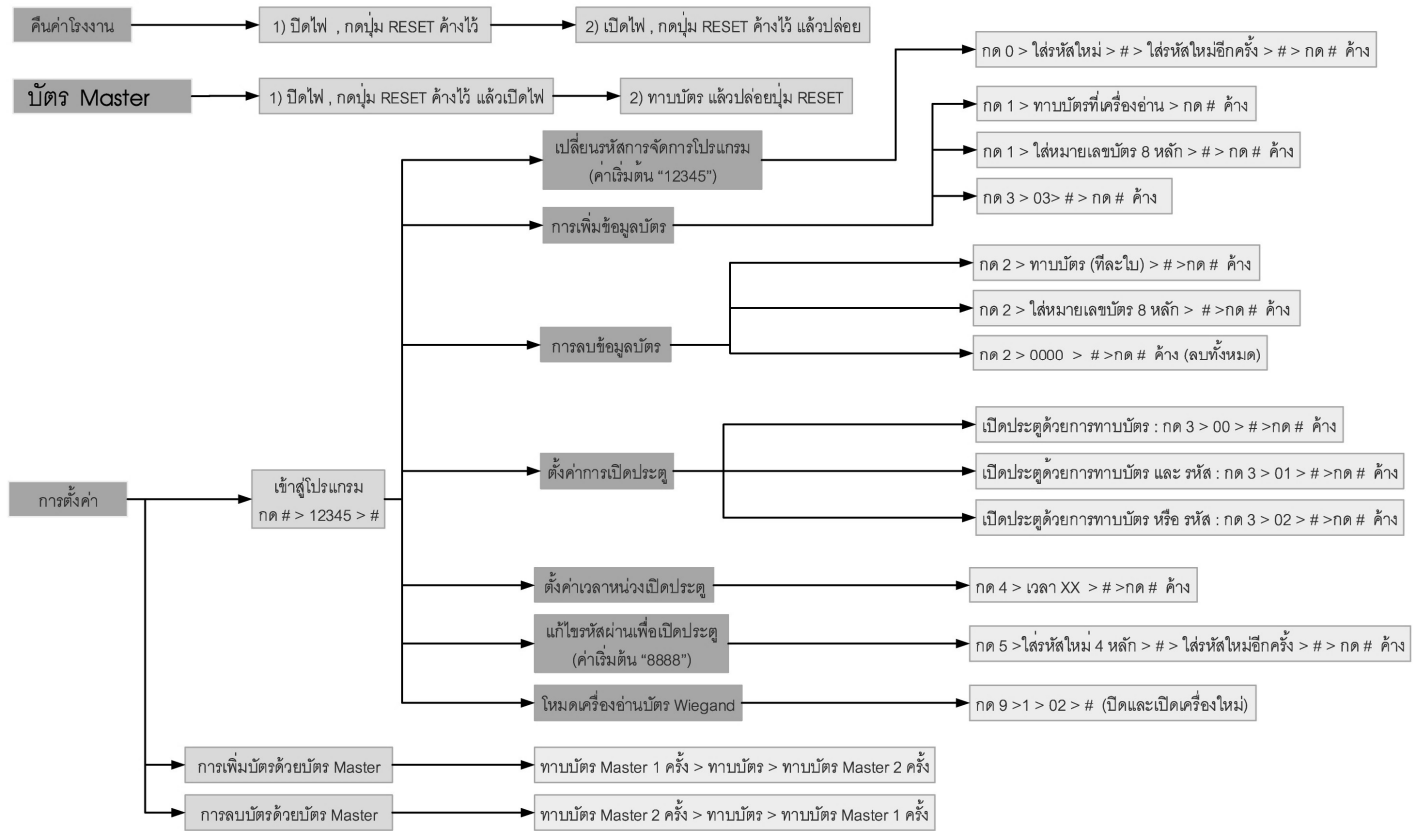 คืนค่าโรงงาน
1) ปิดไฟ , กดปุ่ม RESET ค้างไว้
2) เปิดไฟ , กดปุ่ม RESET ค้างไว้ แล้วปล่อย
บัตร Master
1) ปิดไฟ , กดปุ่ม RESET ค้างไว้ แล้วเปิดไฟ
2) ทาบบัตร แล้วปล่อยปุ่ม RESET
การตั้งค่า
เข้าสู่โปรแกรม
กด # > 12345 > #
เปลี่ยนรหัสการจัดการโปรแกรม
(ค่าเริ่มต้น “12345”)
กด 0 > ใส่รหัสใหม่ > # > ใส่รหัสใหม่อีกครั้ง > # > กด # ค้าง
การเพิ่มข้อมูลบัตร
กด 1 > ทาบบัตรที่เครื่องอ่าน > กด # ค้าง
กด 1 > ใส่หมายเลขบัตร 8 หลัก > # > กด # ค้าง
กด 3 > 03> # > กด # ค้าง
การลบข้อมูลบัตร
กด 2 > ทาบบัตร (ทีละใบ) > # >กด # ค้าง
กด 2 > ใส่หมายเลขบัตร 8 หลัก > # >กด # ค้าง
กด 2 > 0000 > # >กด # ค้าง (ลบทั้งหมด)
ตั้งค่าการเปิดประตู
เปิดประตูด้วยการทาบบัตร : กด 3 > 00 > # >กด # ค้าง
เปิดประตูด้วยการทาบบัตร และ รหัส : กด 3 > 01 > # >กด # ค้าง
เปิดประตูด้วยการทาบบัตร หรือ รหัส : กด 3 > 02 > # >กด # ค้าง
ตั้งค่าเวลาหน่วงเปิดประตู
กด 4 > เวลา XX > # >กด # ค้าง
แก้ไขรหัสผ่านเพื่อเปิดประตู
(ค่าเริ่มต้น “8888”)
กด 5 >ใส่รหัสใหม่ 4 หลัก > # > ใส่รหัสใหม่อีกครั้ง > # > กด # ค้าง
โหมดเครื่องอ่านบัตร Wiegand
กด 9 >1 > 02 > # (ปิดและเปิดเครื่องใหม่)
การเพิ่มบัตรด้วยบัตร Master
ทาบบัตร Master 1 ครั้ง > ทาบบัตร > ทาบบัตร Master 2 ครั้ง
การลบบัตรด้วยบัตร Master
ทาบบัตร Master 2 ครั้ง > ทาบบัตร > ทาบบัตร Master 1 ครั้ง